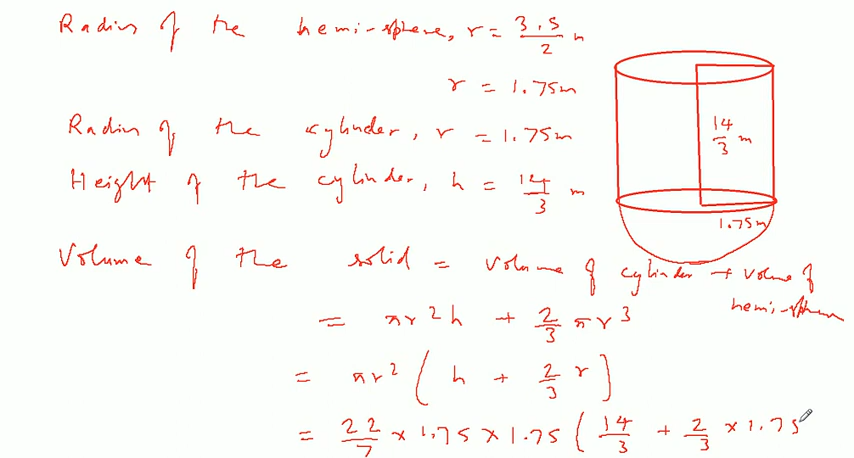 Radius of the hemi-sphere, r = 3.5/2 m
r = 1.75m
Radius of the cylinder, r = 1.75m
Height of the cylinder, h = 14/3 m
14/3 m
1.75m
Volume of the solid = volume of cylinder + volume of
hemi-sphere
= πr²h + 2/3 πr³
= πr² ( h + 2/3 r )
= 22/7 × 1.75 × 1.75 ( 14/3 + 2/3 × 1.75